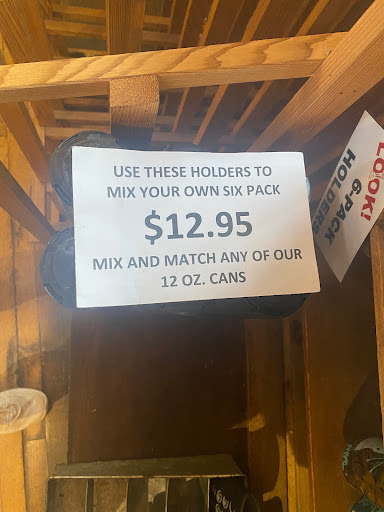 USE THESE HOLDERS TO
MIX YOUR OWN SIX PACK
$12.95
MIX AND MATCH ANY OF OUR
12 OZ. CANS
LOOK!
6-PACK
HOLDERS